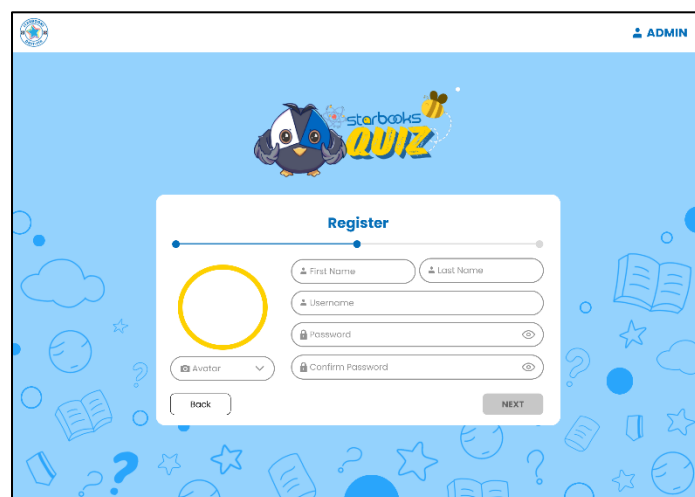 ADMIN
starbooks
QUIZ
Register
First Name
Last Name
Username
Password
Avatar
Confirm Password
Back
NEXT